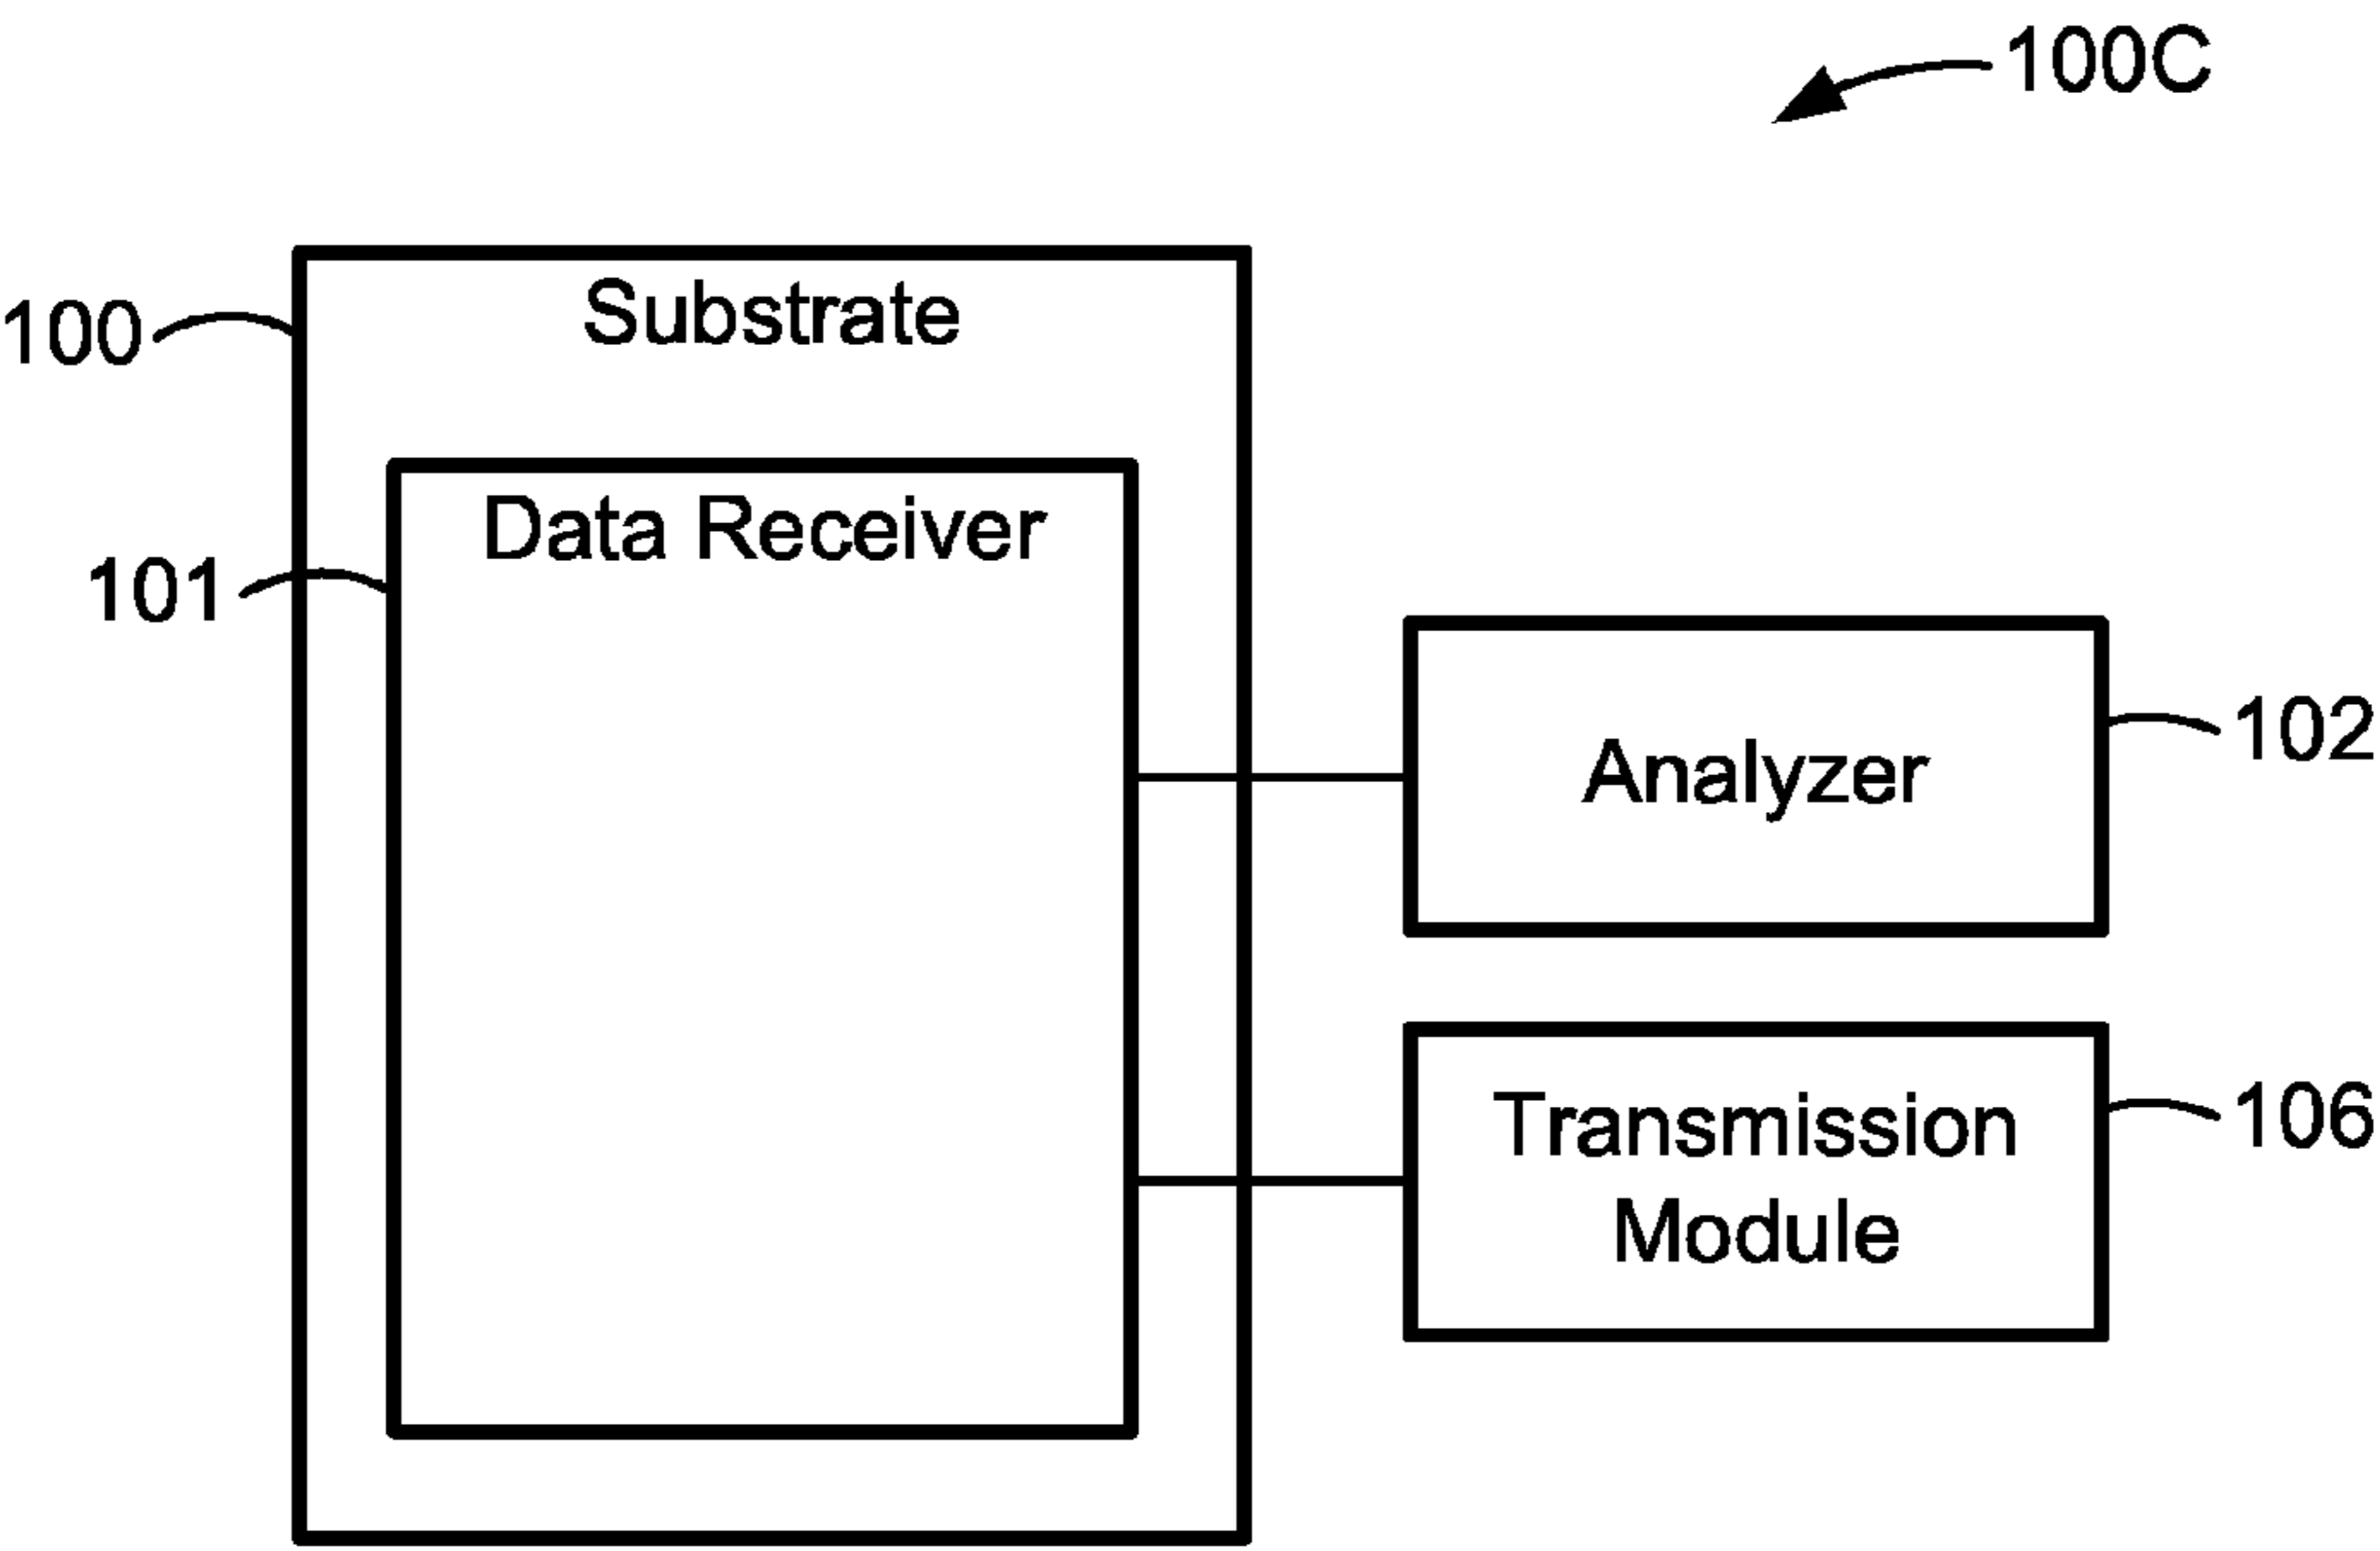 100C
Substrate
100
Data Receiver
101
Analyzer
102
Transmission
Module
106